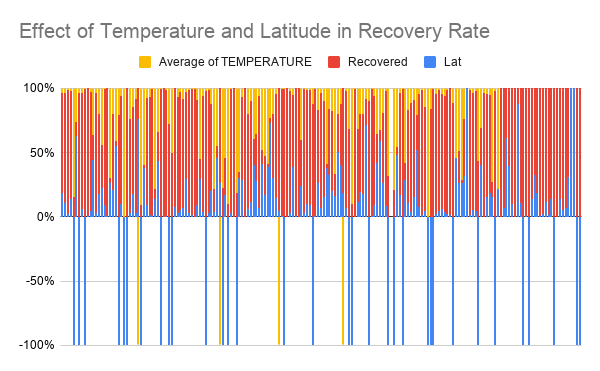 Effect of Temperature and Latitude in Recovery Rate
Average of TEMPERATURE Recovered Lat
100%
50%
0%
-50%
-100%